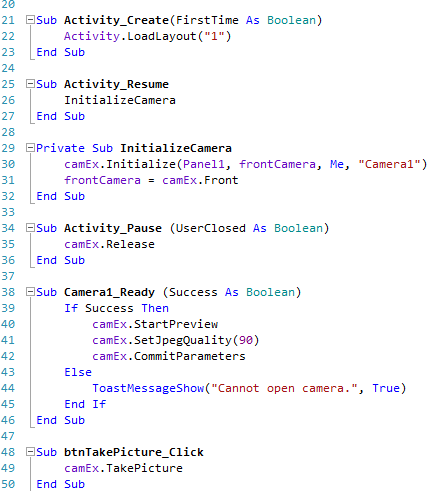 20
21 Sub Activity_Create(FirstTime As Boolean)
22     Activity.LoadLayout("1")
23 End Sub
24
25 Sub Activity_Resume
26     InitializeCamera
27 End Sub
28
29 Private Sub InitializeCamera
30     camEx.Initialize(Panel1, frontCamera, Me, "Camera1")
31     frontCamera = camEx.Front
32 End Sub
33
34 Sub Activity_Pause (UserClosed As Boolean)
35     camEx.Release
36 End Sub
37
38 Sub Camera1_Ready (Success As Boolean)
39     If Success Then
40         camEx.StartPreview
41         camEx.SetJpegQuality(90)
42         camEx.CommitParameters
43     Else
44         ToastMessageShow("Cannot open camera.", True)
45     End If
46 End Sub
47
48 Sub btnTakePicture_Click
49     camEx.TakePicture
50 End Sub